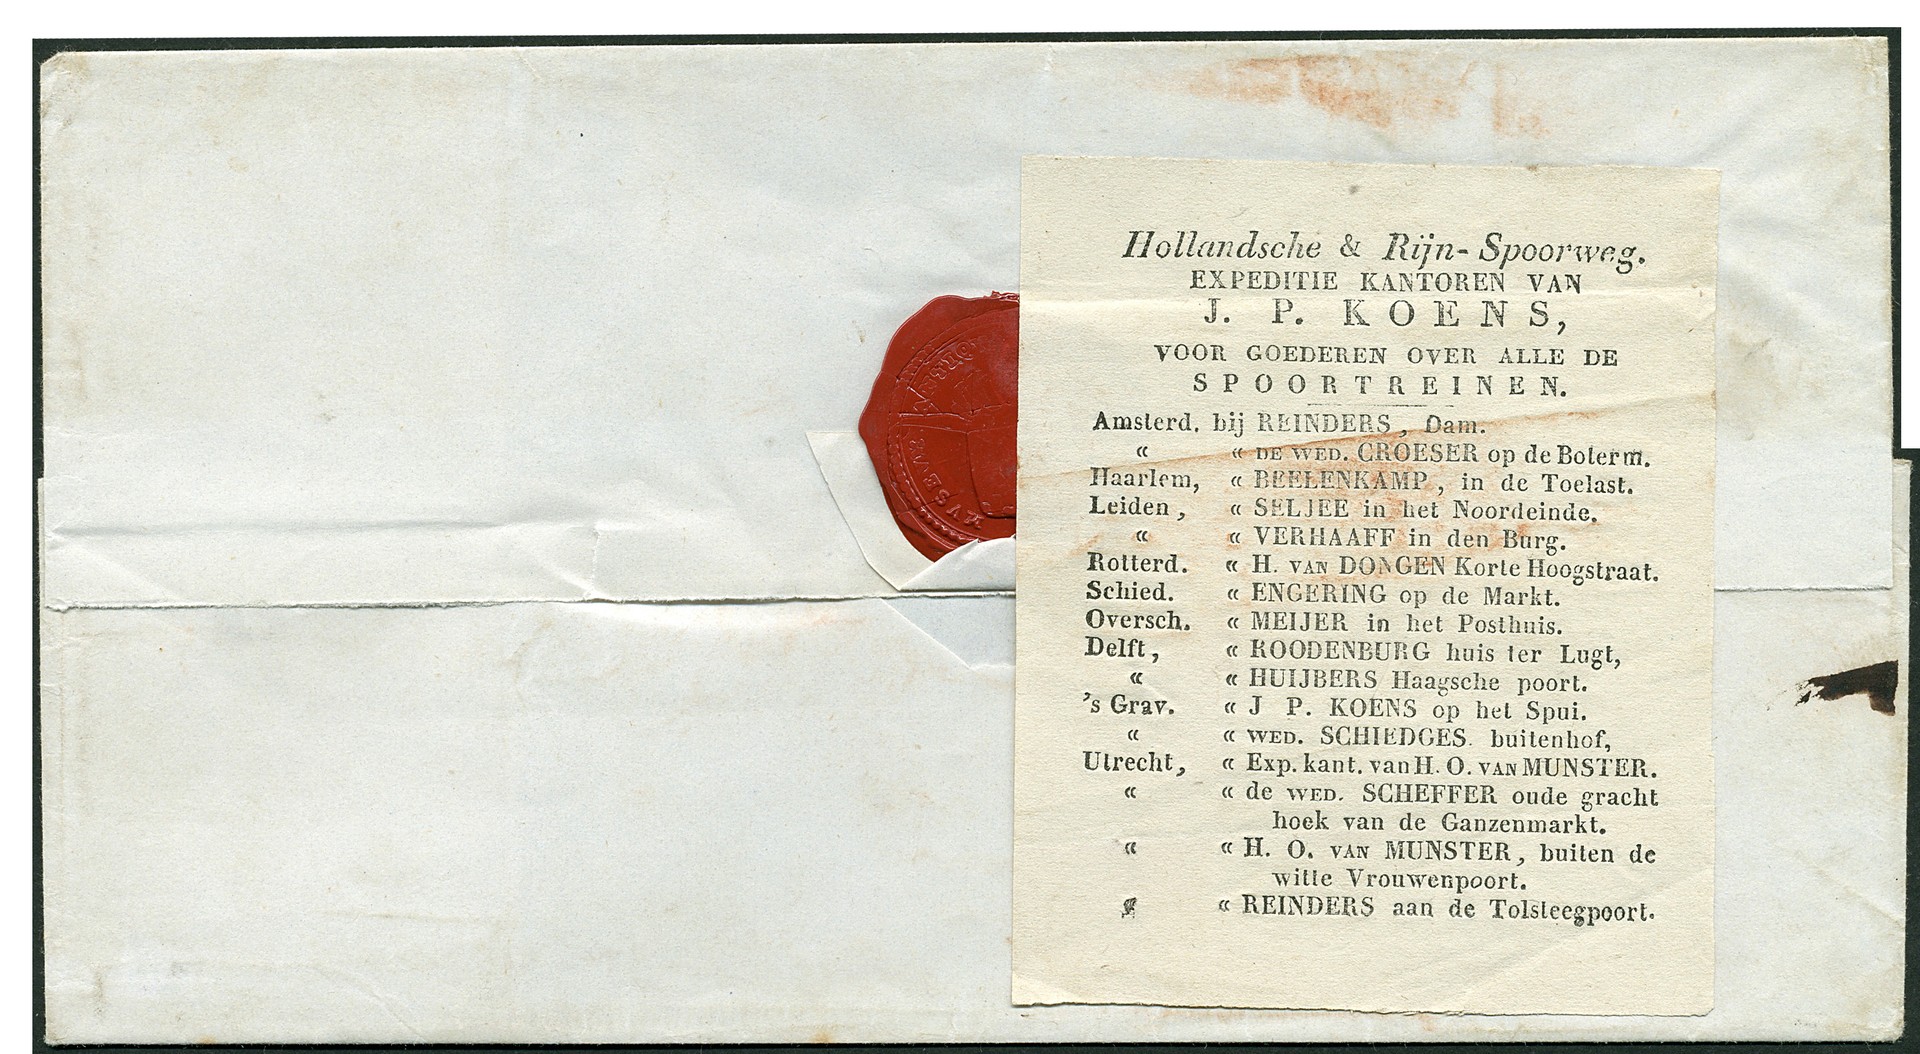 Hollandsche & Rijn-Spoorweg.
EXPEDITIE KANTOREN VAN
J. P. KOENS,
VOOR GOEDEREN OVER ALLE DE
SPOORTREINEN.
Amsterd. bij REINDERS, Dam.
“ “ DE WED. CROESER op de Boterm.
Haarlem, “ BEELENKAMP, in de Toelast.
Leiden, “ SELJEE in het Noordeinde.
“ “ VERHAAFF in den Burg.
Rotterd. “ H. VAN DONGEN Korte Hoogstraat.
Schied. “ ENGERING op de Markt.
Oversch. “ MEIJER in het Posthuis.
Delft, “ ROODENBURG huis ter Lugt,
“ “ HUIJBERS Haagsche poort.
's Grav. “ J P. KOENS op het Spui.
“ “ WED. SCHIEDGES. buitenhof,
Utrecht, “ Exp. kant. van H. O. VAN MUNSTER.
“ “ de WED. SCHEFFER oude gracht
hoek van de Ganzenmarkt.
“ “ H. O. VAN MUNSTER, buiten de
witte Vrouwenpoort.
“ “ REINDERS aan de Tolsteegpoort.
MUSEUM